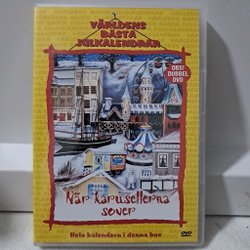 VÄRLDENS
BÄSTA
JULKALENDRAR
OBS!
DUBBEL
DVD
När karusellerna
sover
Hela kalendern i denna box
DVD